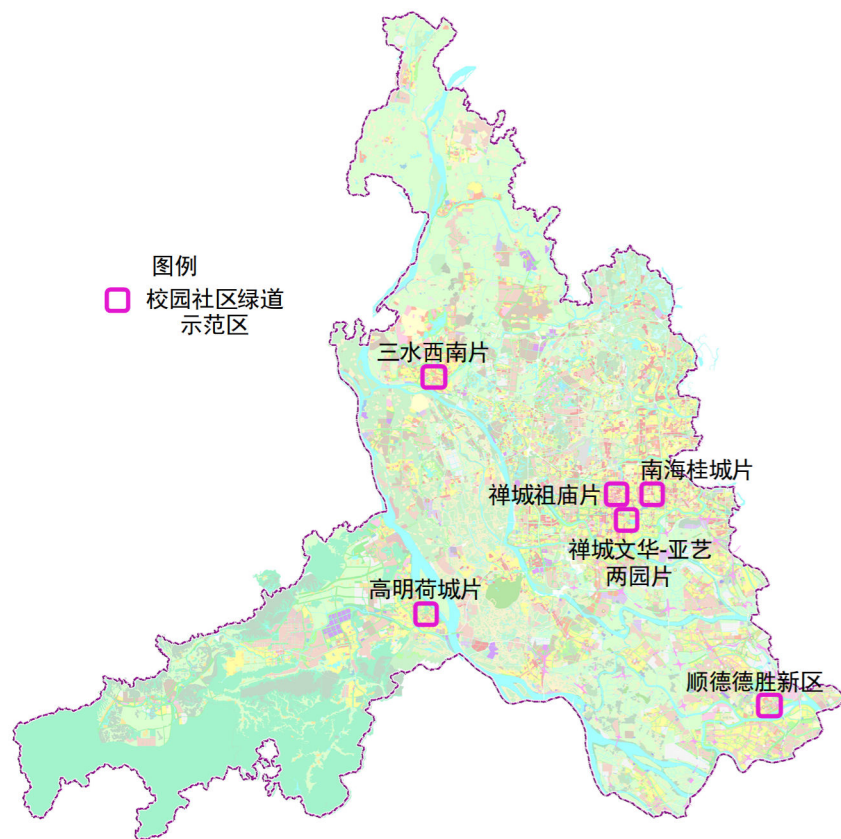 图例
校园社区绿道
示范区
三水西南片
南海桂城片
禅城祖庙片
禅城文华-亚艺
两园片
高明荷城片
顺德德胜新区